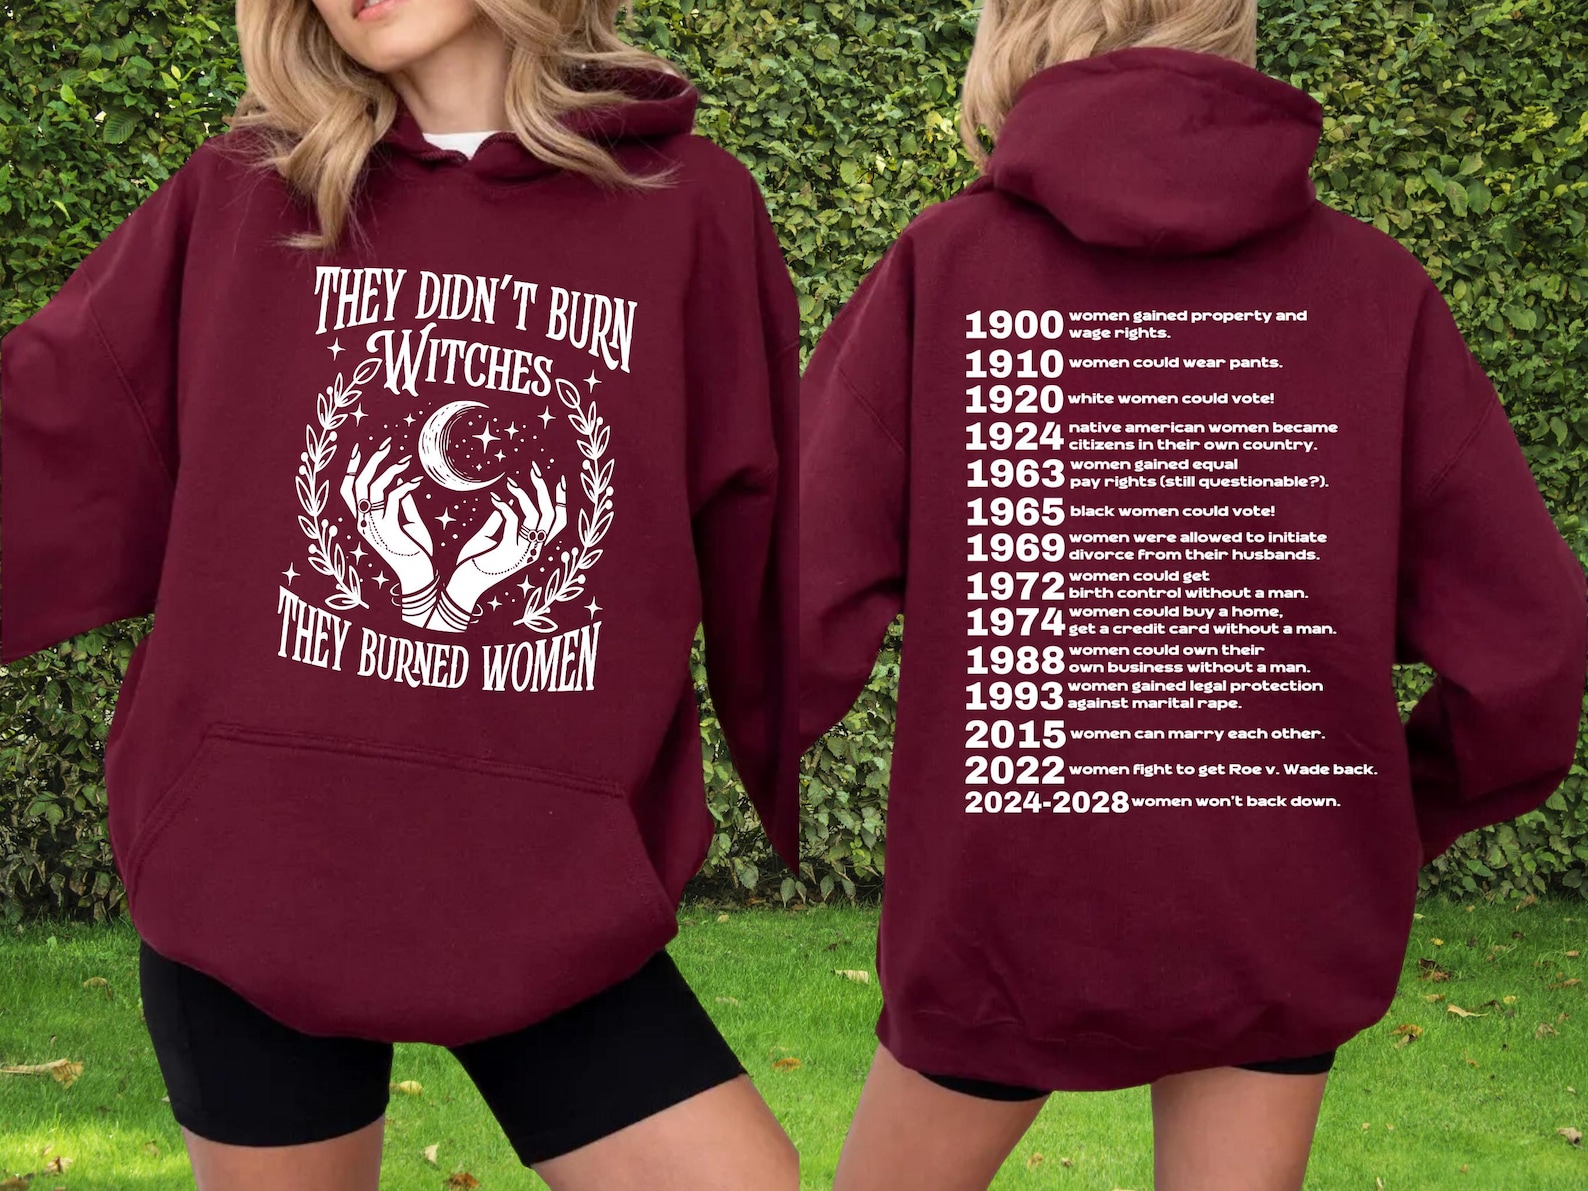 THEY DIDN'T BURN
WITCHES
THEY BURNED WOMEN
1900 women gained property and
wage rights.
1910 women could wear pants.
1920 white women could vote!
1924 native american women became
citizens in their own country.
1963 women gained equal
pay rights (still questionable?).
1965 black women could vote!
1969 women were allowed to initiate
divorce from their husbands.
1972 women could get
birth control without a man.
1974 women could buy a home,
get a credit card without a man.
1988 women could own their
own business without a man.
1993 women gained legal protection
against marital rape.
2015 women can marry each other.
2022 women fight to get Roe v. Wade back.
2024-2028 women won't back down.